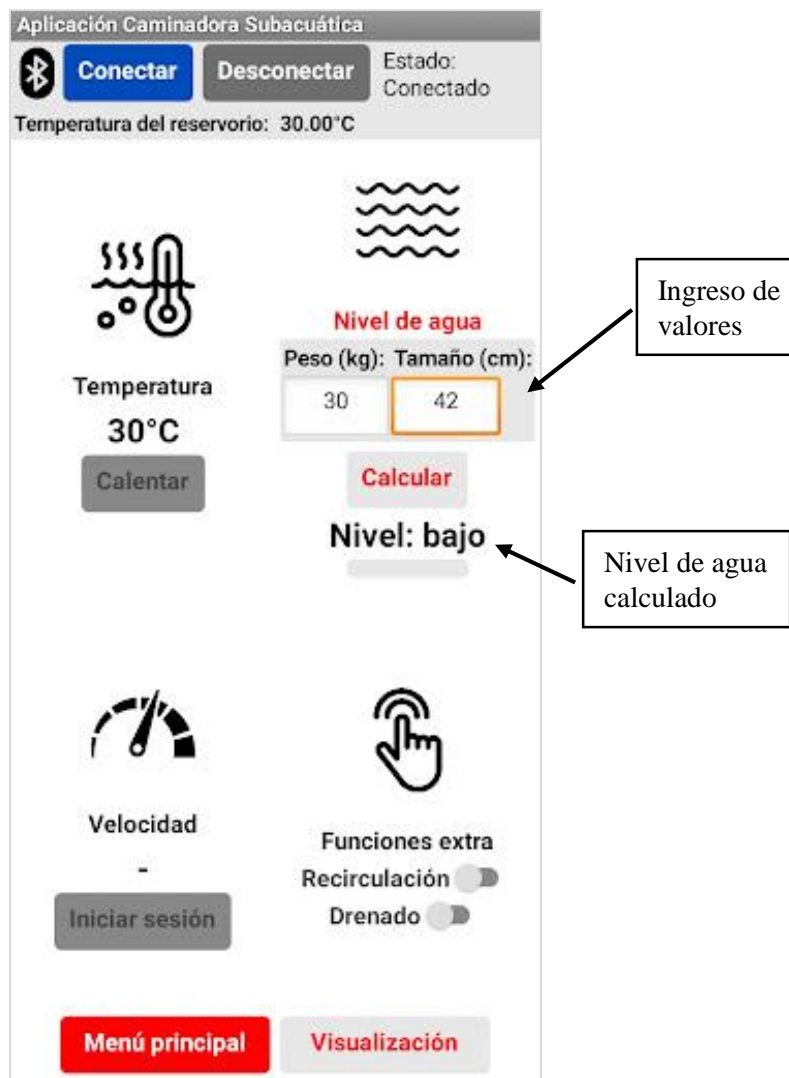 Aplicación Caminadora Subacuática
Conectar
Desconectar
Estado:
Conectado
Temperatura del reservorio: 30.00°C
Nivel de agua
Peso (kg): Tamaño (cm):
30
42
Ingreso de
valores
Temperatura
30°C
Calentar
Calcular
Nivel: bajo
Nivel de agua
calculado
Velocidad
-
Iniciar sesión
Funciones extra
Recirculación
Drenado
Menú principal
Visualización